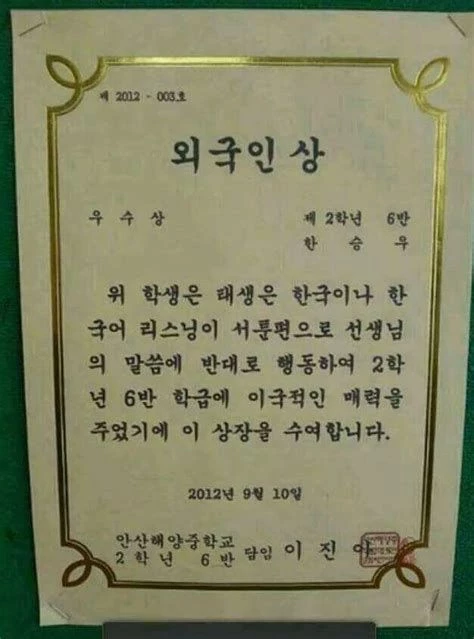 제 2012 - 003호
외국인상
우수상 제 2학년 6반
한승우
위 학생은 태생은 한국이나 한
국어 리스닝이 서툰편으로 선생님
의 말씀에 반대로 행동하여 2학
년 6반 학급에 이국적인 매력을
주었기에 이 상장을 수여합니다.
2012년 9월 10일
안산해양중학교
2학년 6반 담임 이진아